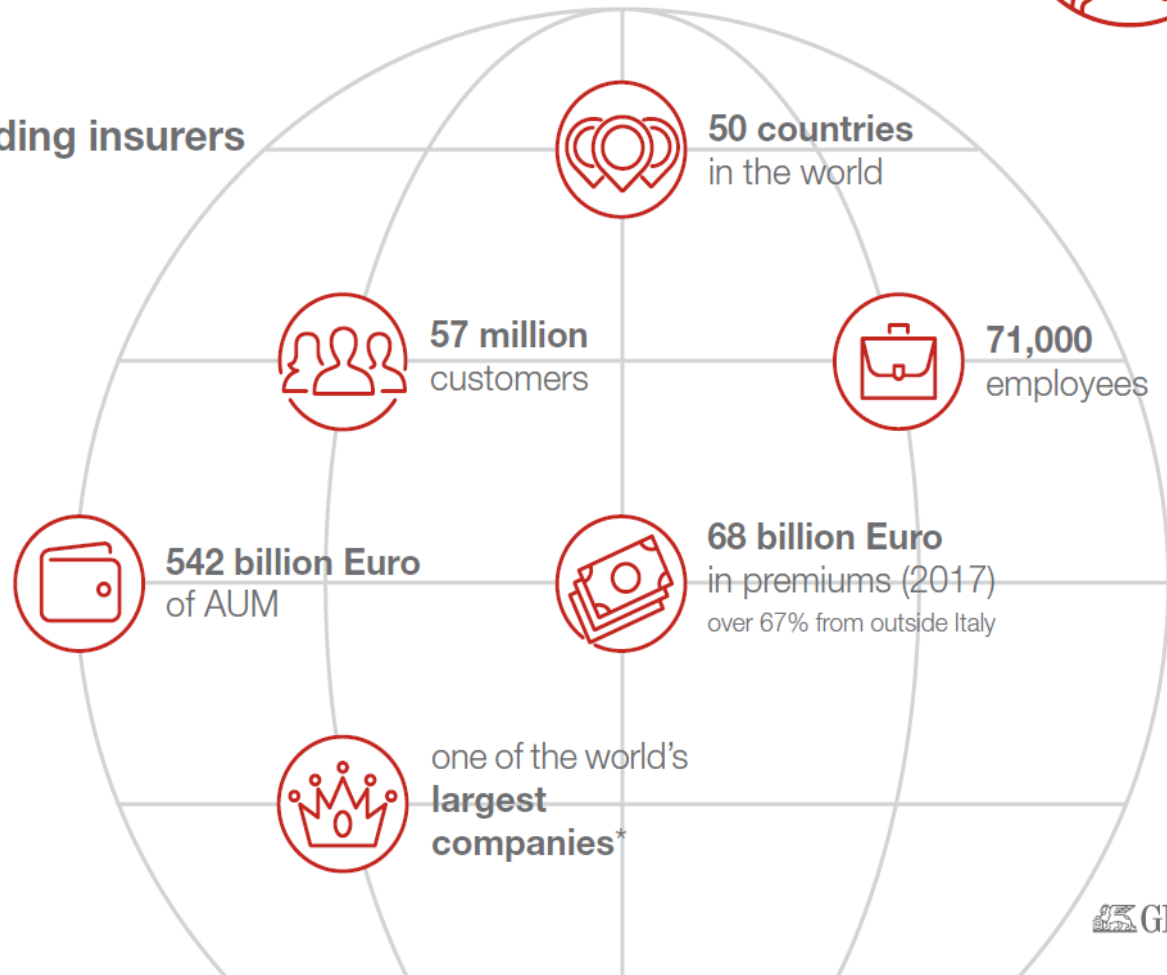 insurers
50 countries
in the world
57 million
customers
71,000
employees
542 billion Euro
of AUM
68 billion Euro
in premiums (2017)
over 67% from outside Italy
one of the world's
largest
companies*